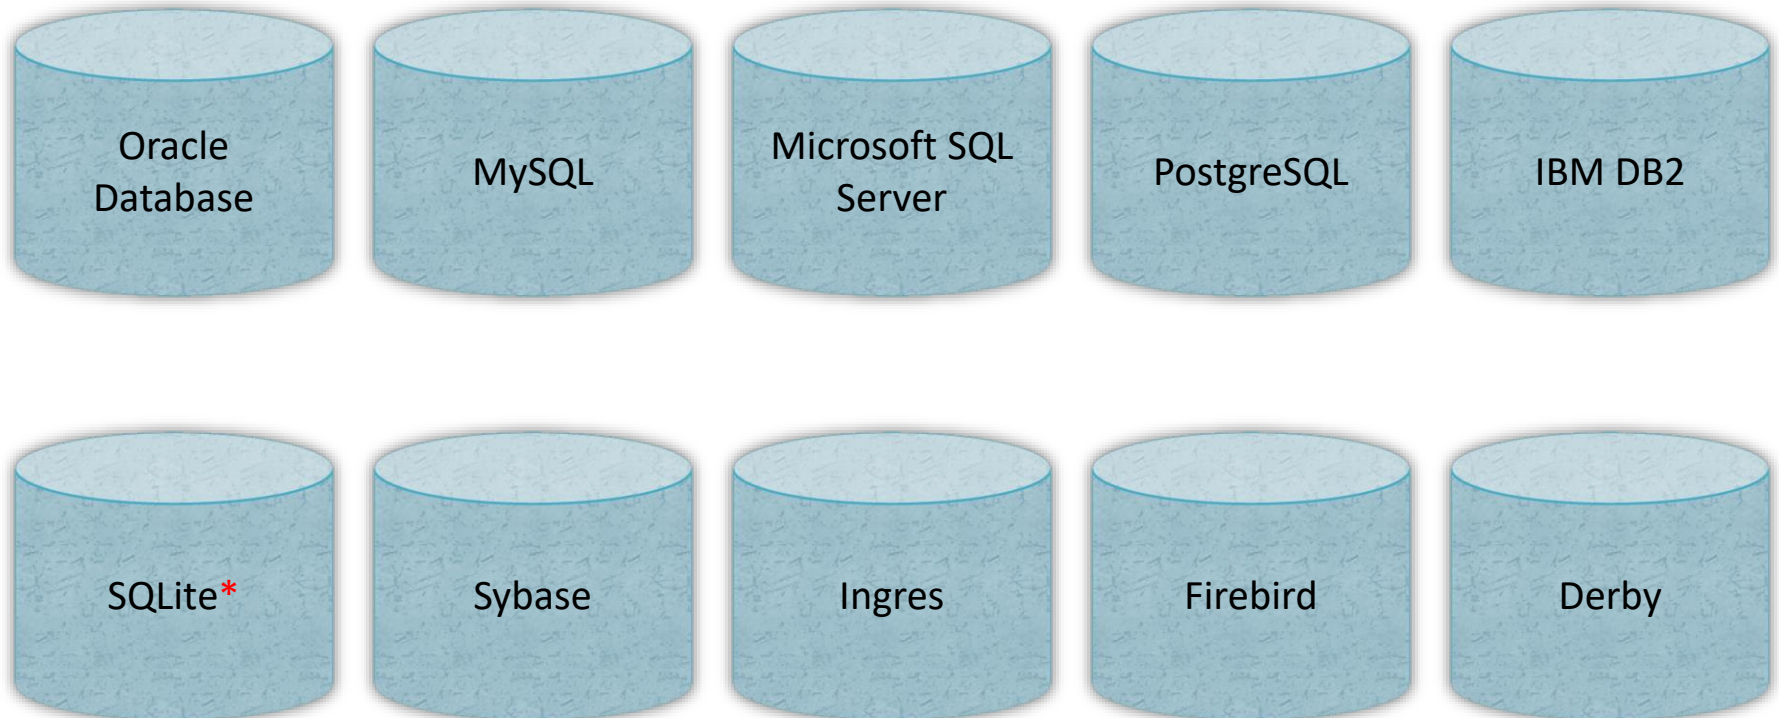 Oracle
Database
MySQL
Microsoft SQL
Server
PostgreSQL
IBM DB2
SQLite*
Sybase
Ingres
Firebird
Derby